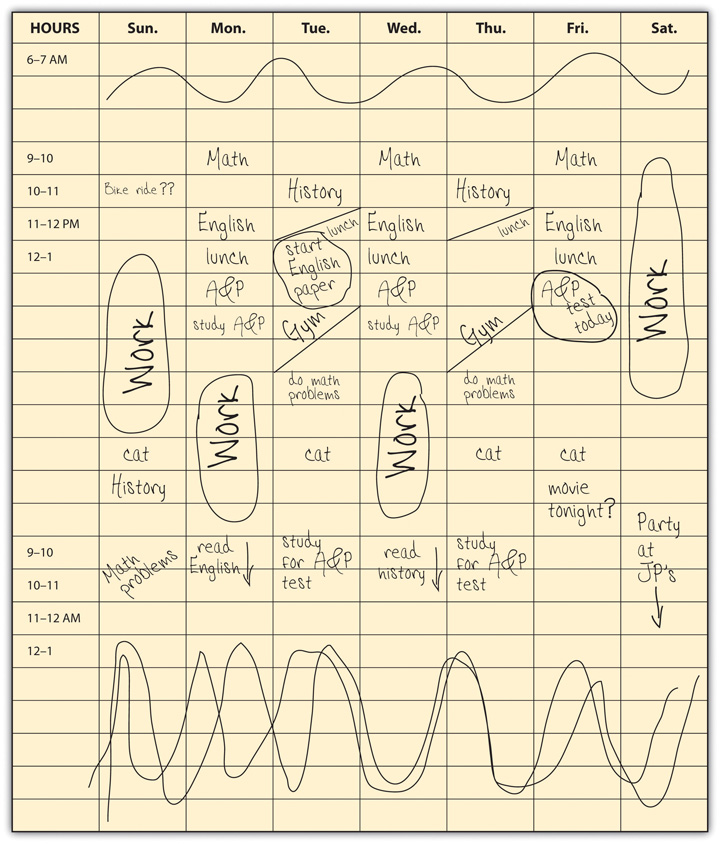 HOURS Sun. Mon. Tue. Wed. Thu. Fri. Sat.
6–7 AM
9–10 Math Math Math
10–11 Bike ride?? History History
11–12 PM English lunch English lunch English
12–1 lunch start lunch lunch
English
paper
A&P A&P A&P
test
today
study A&P Gym study A&P Gym
Work
Work
do math do math
problems problems
Work
Work
cat cat cat cat
History movie
tonight?
Party
at
JP's
9–10 Math read study read study
problems English for A&P history for A&P
10–11 test test
11–12 AM
12–1